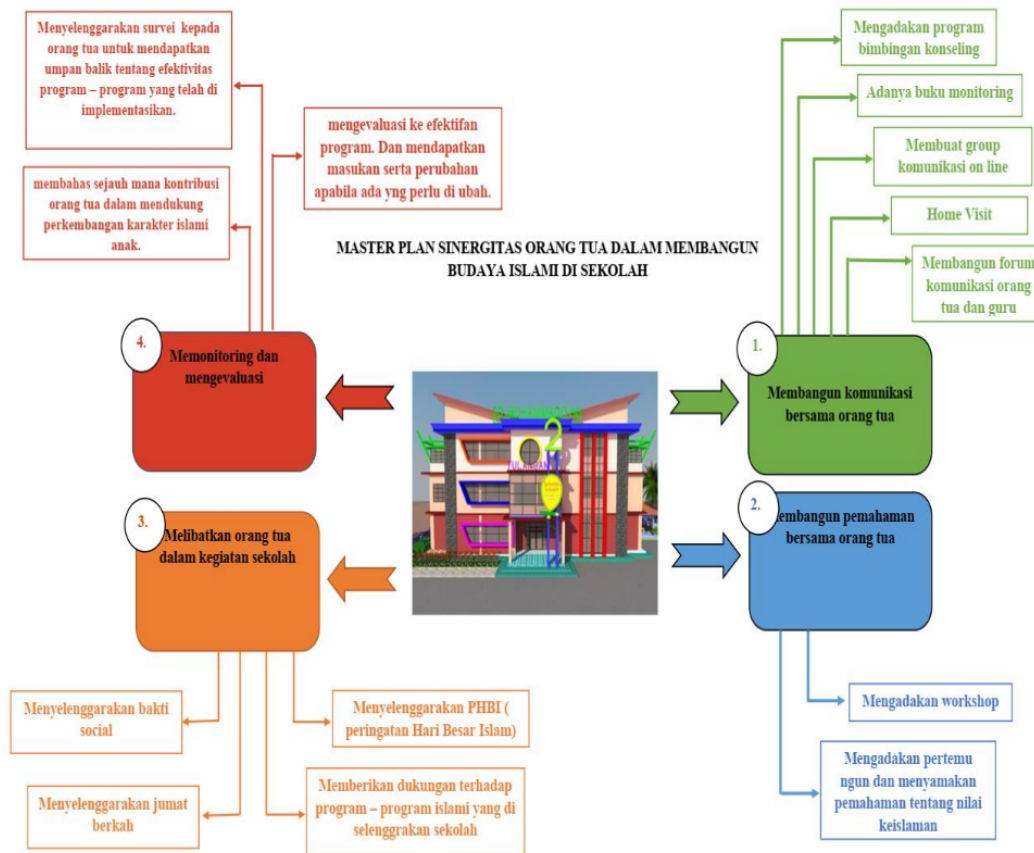 Menyelenggarakan survei kepada
orang tua untuk mendapatkan
umpan balik tentang efektivitas
program – program yang telah di
implementasikan.
mengevaluasi ke efektifan
program. Dan mendapatkan
masukan serta perubahan
apabila ada yng perlu di ubah.
membahas sejauh mana kontribusi
orang tua dalam mendukung
perkembangan karakter islami
anak.
Mengadakan program
bimbingan konseling
Adanya buku monitoring
Membuat group
komunikasi on line
Home Visit
Membangun forum
komunikasi orang
tua dan guru
MASTER PLAN SINERGITAS ORANG TUA DALAM MEMBANGUN
BUDAYA ISLAMI DI SEKOLAH
4.
Memonitoring dan
mengevaluasi
1.
Membangun komunikasi
bersama orang tua
2
3.
Melibatkan orang tua
dalam kegiatan sekolah
2.
Membangun pemahaman
bersama orang tua
Menyelenggarakan bakti
social
Menyelenggarakan PHBI (
peringatan Hari Besar Islam)
Menyelenggarakan jumat
berkah
Memberikan dukungan terhadap
program – program islami yang di
selenggrakan sekolah
Mengadakan workshop
Mengadakan pertemu
ngun dan menyamakan
pemahaman tentang nilai
keislaman